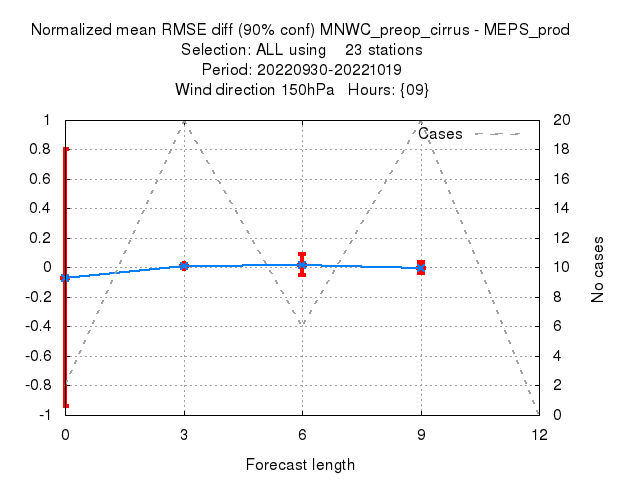 Normalized mean RMSE diff (90% conf) MNWC_preop_cirrus - MEPS_prod
Selection: ALL using 23 stations
Period: 20220930-20221019
Wind direction 150hPa Hours: {09}
1 20
0.8 18
0.6 16
0.4 14
0.2 12
0 10
-0.2 8
-0.4 6
-0.6 4
-0.8 2
-1 0
Cases
No cases
0 3 6 9 12
Forecast length